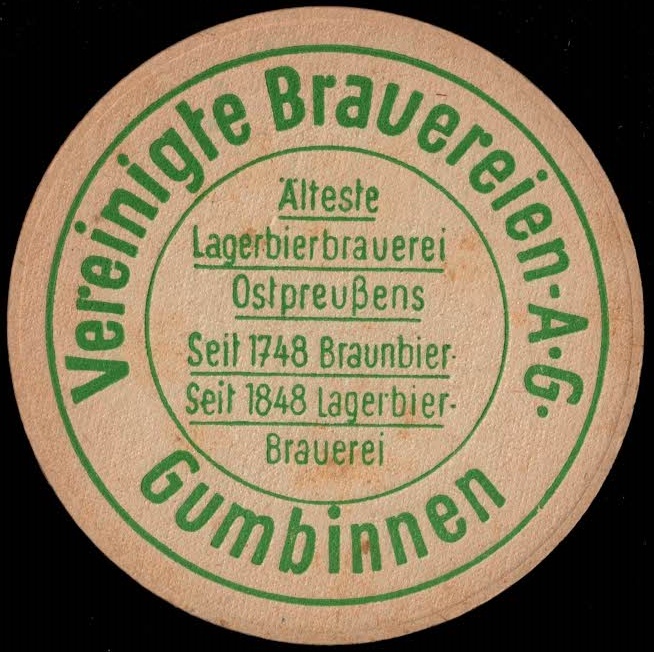 Vereinigte Brauereien-A.G.
Älteste
Lagerbierbrauerei
Ostpreußens
Seit 1748 Braunbier-
Seit 1848 Lagerbier-
Brauerei
Gumbinnen